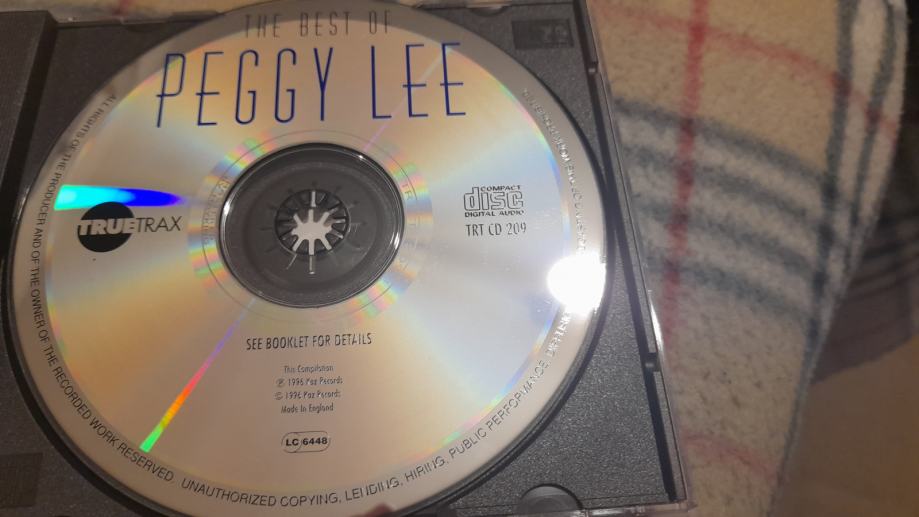 THE BEST OF
PEGGY LEE
COMPACT
disc
DIGITAL AUDIO
TRUETRAX
TRT CD 209
SEE BOOKLET FOR DETAILS
This Compilation
℗ 1996 Paz Records
© 1996 Paz Records
Made in England
LC 6448
ALL RIGHTS OF THE PRODUCER AND OF THE OWNER OF THE RECORDED WORK RESERVED. UNAUTHORIZED COPYING, LENDING, HIRING, PUBLIC PERFORMANCE, DIFFUSION